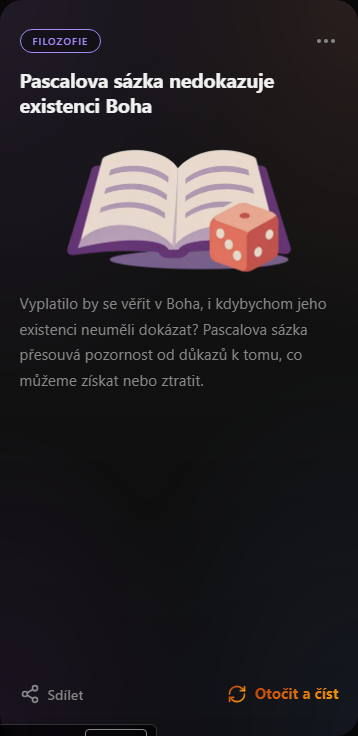 FILOZOFIE
Pascalova sázka nedokazuje
existenci Boha
Vyplatilo by se věřit v Boha, i kdybychom jeho
existenci neuměli dokázat? Pascalova sázka
přesouvá pozornost od důkazů k tomu, co
můžeme získat nebo ztratit.
Sdílet
Otočit a číst